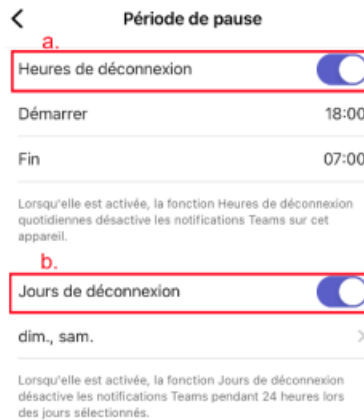 Période de pause
a.
Heures de déconnexion
Démarrer 18:00
Fin 07:00
Lorsqu'elle est activée, la fonction Heures de déconnexion
quotidiennes désactive les notifications Teams sur cet
appareil.
b.
Jours de déconnexion
dim., sam.
Lorsqu'elle est activée, la fonction Jours de déconnexion
désactive les notifications Teams pendant 24 heures lors
des jours sélectionnés.